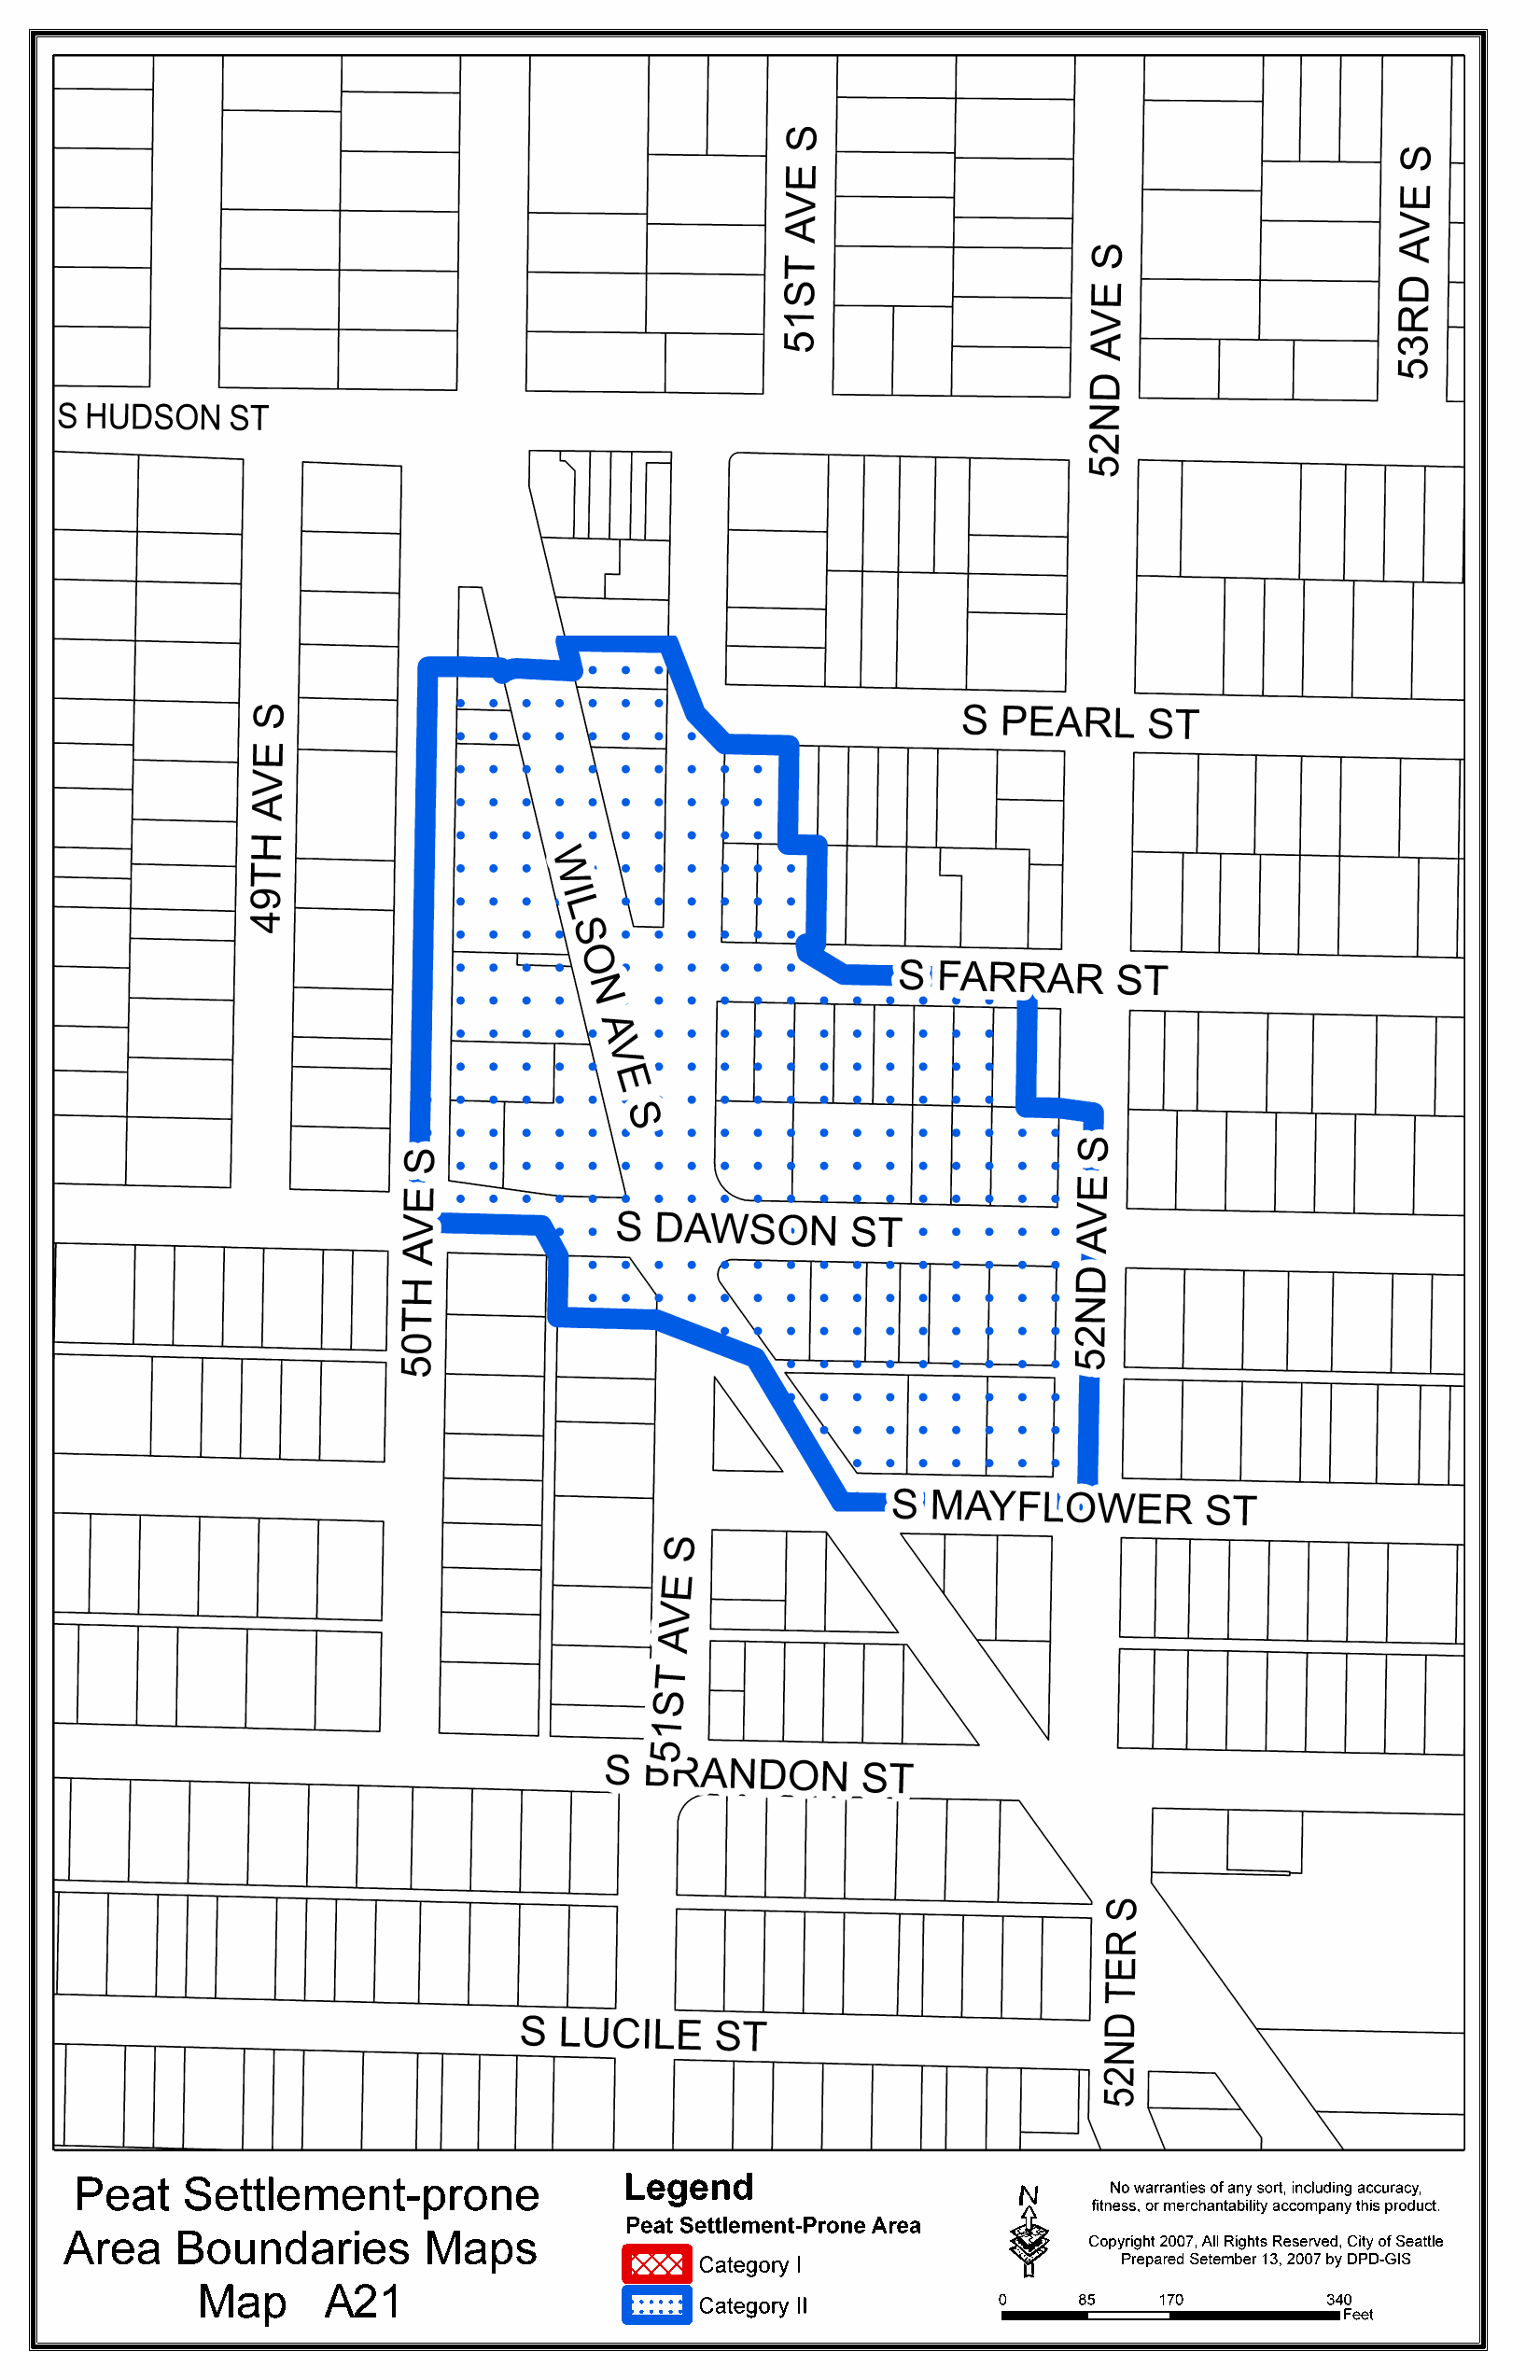 51ST AVE S
53RD AVE S
52ND AVE S
S HUDSON ST
49TH AVE S
S PEARL ST
WILSON AVE S
S FARRAR ST
50TH AVE S
52ND AVE S
S DAWSON ST
S MAYFLOWER ST
51ST AVE S
S BRANDON ST
52ND TER S
S LUCILE ST
Peat Settlement-prone
Area Boundaries Maps
Map A21
Legend
Peat Settlement-Prone Area
Category I
Category II
N
No warranties of any sort, including accuracy,
fitness, or merchantability accompany this product.
Copyright 2007, All Rights Reserved, City of Seattle
Prepared Setember 13, 2007 by DPD-GIS
0 85 170 340
Feet